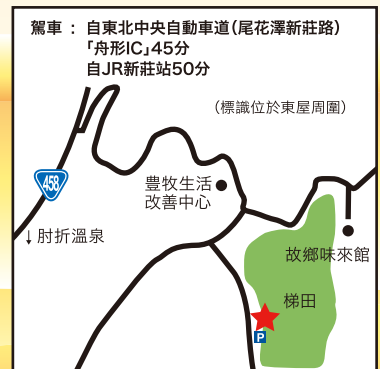 駕車：自東北中央自動車道（尾花澤新莊路）
「舟形IC」45分
自JR新莊站50分
（標識位於東屋周圍）
458
豊牧生活
改善中心
↓肘折溫泉
故鄉味來館
梯田
P